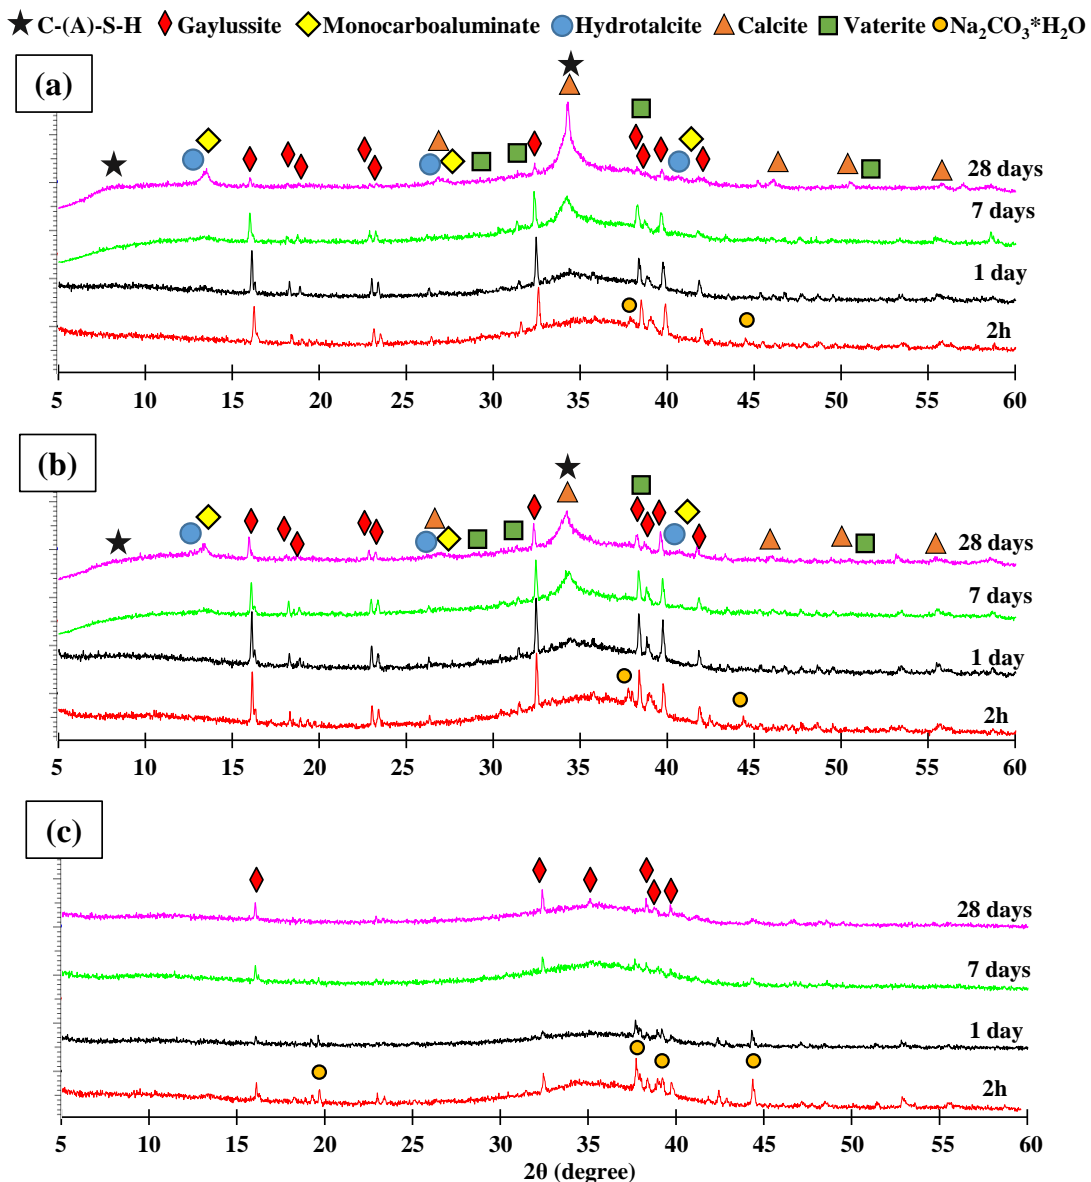 C-(A)-S-H Gaylussite Monocarboaluminate Hydrotalcite Calcite Vaterite Na₂CO₃*H₂O
(a)
28 days
7 days
1 day
2h
5 10 15 20 25 30 35 40 45 50 55 60
(b)
28 days
7 days
1 day
2h
5 10 15 20 25 30 35 40 45 50 55 60
(c)
28 days
7 days
1 day
2h
5 10 15 20 25 30 35 40 45 50 55 60
2θ (degree)